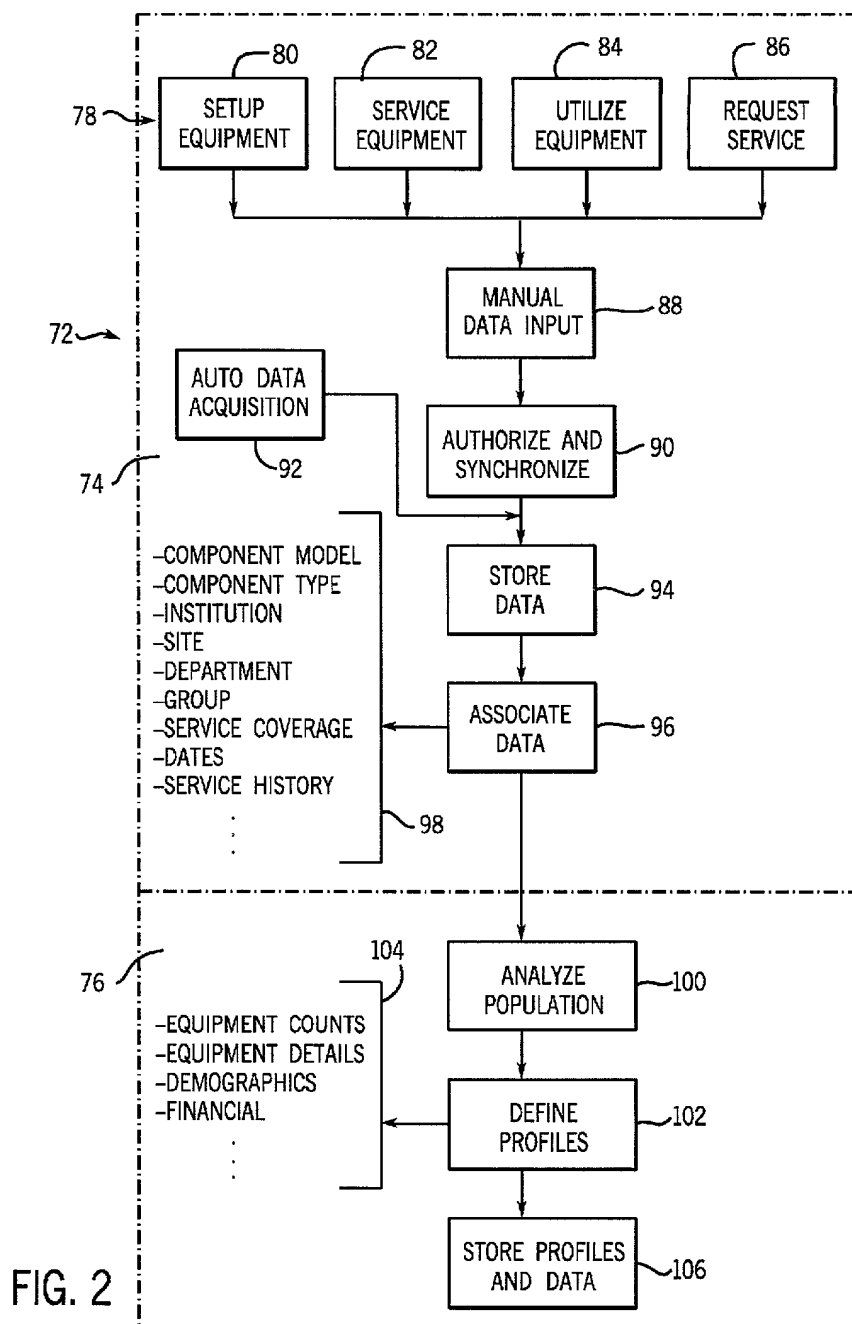 80
82
84
86
78
SETUP
EQUIPMENT
SERVICE
EQUIPMENT
UTILIZE
EQUIPMENT
REQUEST
SERVICE
MANUAL
DATA INPUT
88
72
AUTO DATA
ACQUISITION
92
AUTHORIZE AND
SYNCHRONIZE
90
74
–COMPONENT MODEL
–COMPONENT TYPE
–INSTITUTION
–SITE
–DEPARTMENT
–GROUP
–SERVICE COVERAGE
–DATES
–SERVICE HISTORY
98
STORE
DATA
94
ASSOCIATE
DATA
96
76
104
–EQUIPMENT COUNTS
–EQUIPMENT DETAILS
–DEMOGRAPHICS
–FINANCIAL
ANALYZE
POPULATION
100
DEFINE
PROFILES
102
STORE PROFILES
AND DATA
106
FIG. 2